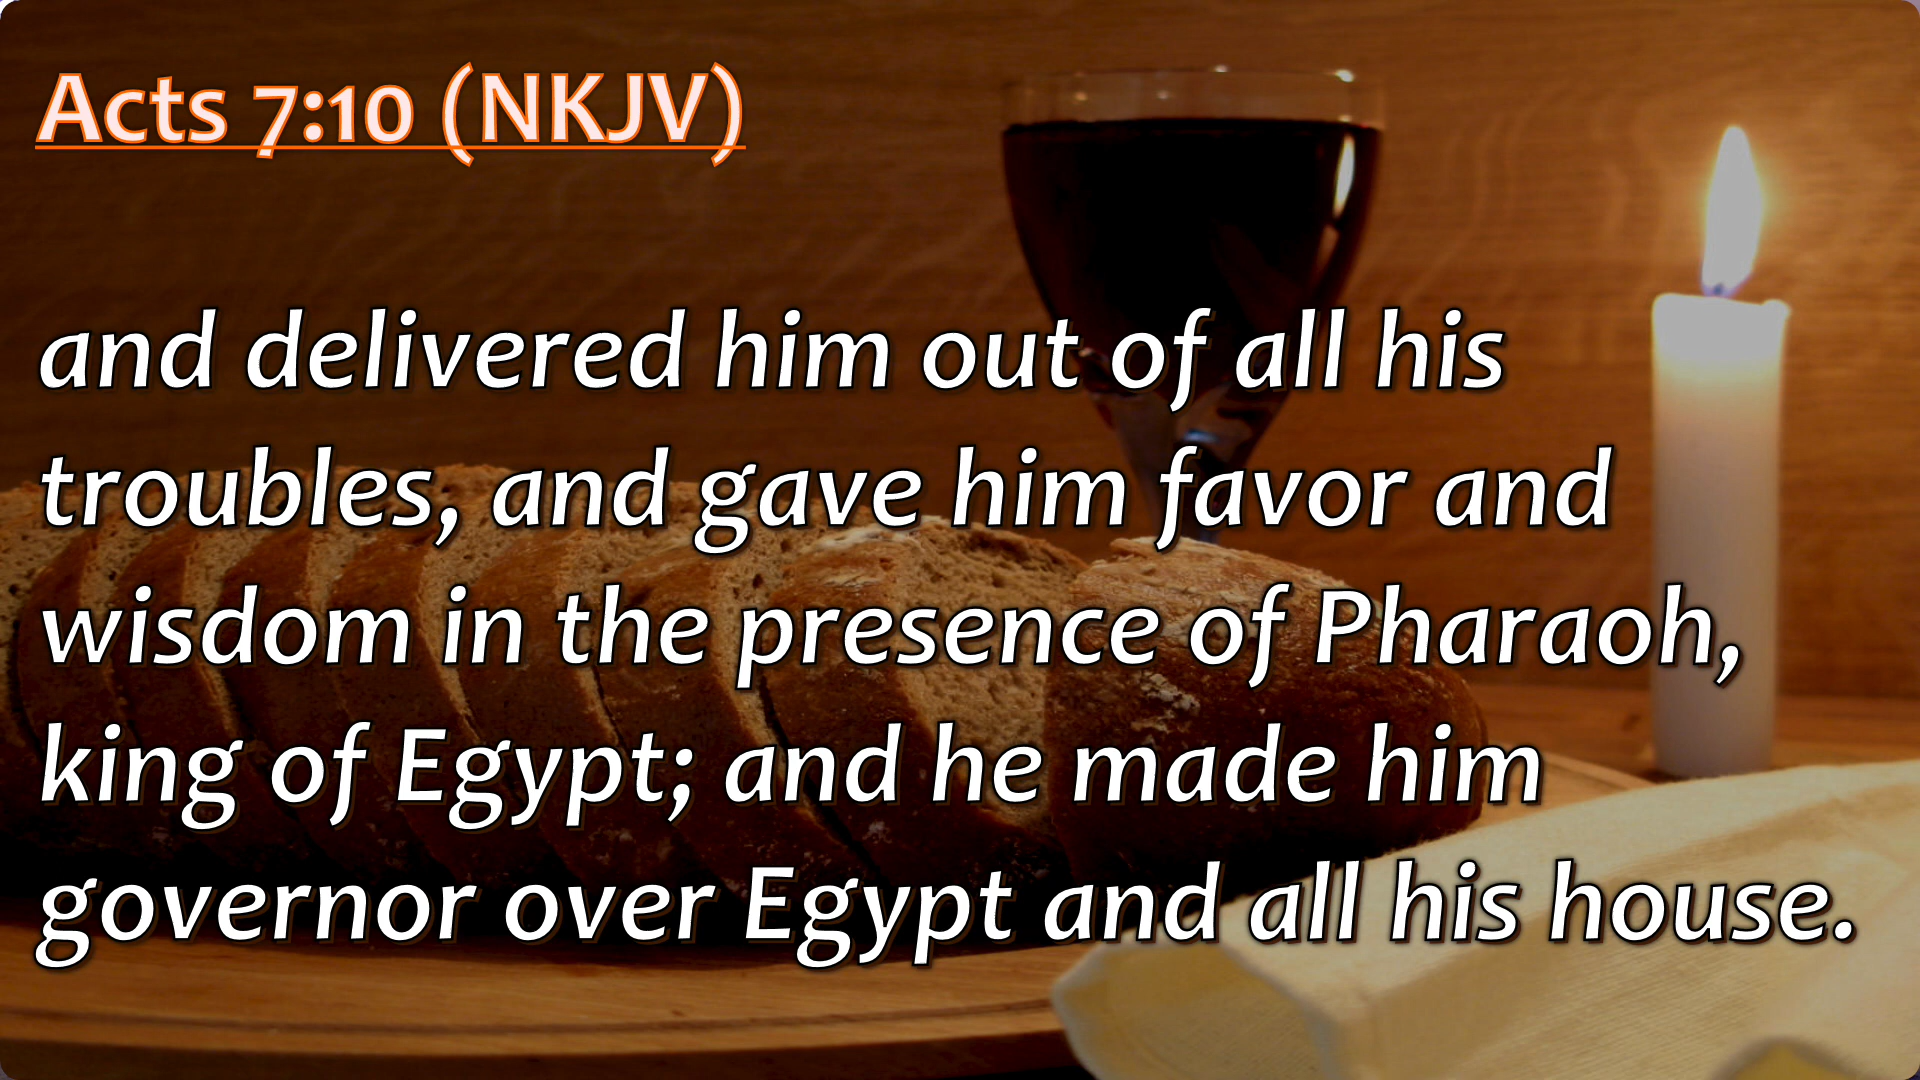 Acts 7:10 (NKJV)
and delivered him out of all his
troubles, and gave him favor and
wisdom in the presence of Pharaoh,
king of Egypt; and he made him
governor over Egypt and all his house.